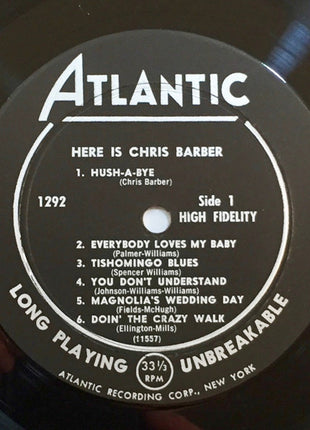 ATLANTIC
HERE IS CHRIS BARBER
1. HUSH-A-BYE
(Chris Barber)
1292 Side 1
HIGH FIDELITY
2. EVERYBODY LOVES MY BABY
(Palmer-Williams)
3. TISHOMINGO BLUES
(Spencer Williams)
4. YOU DON'T UNDERSTAND
(Johnson-Williams-Williams)
5. MAGNOLIA'S WEDDING DAY
(Fields-McHugh)
6. DOIN' THE CRAZY WALK
(Ellington-Mills)
(11557)
LONG PLAYING 33 1/3 RPM UNBREAKABLE
ATLANTIC RECORDING CORP., NEW YORK